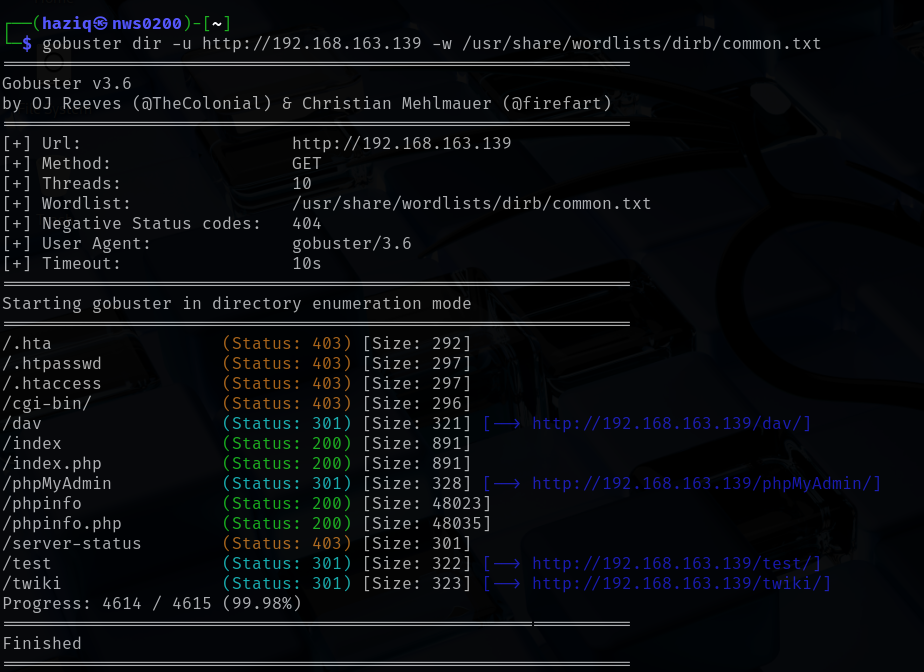 ┌──(haziq㉿nws0200)-[~]
└─$ gobuster dir -u http://192.168.163.139 -w /usr/share/wordlists/dirb/common.txt
===============================================================
Gobuster v3.6
by OJ Reeves (@TheColonial) & Christian Mehlmauer (@firefart)
===============================================================
[+] Url:                     http://192.168.163.139
[+] Method:                  GET
[+] Threads:                 10
[+] Wordlist:                /usr/share/wordlists/dirb/common.txt
[+] Negative Status codes:   404
[+] User Agent:              gobuster/3.6
[+] Timeout:                 10s
===============================================================
Starting gobuster in directory enumeration mode
===============================================================
/.hta                 (Status: 403) [Size: 292]
/.htpasswd            (Status: 403) [Size: 297]
/.htaccess            (Status: 403) [Size: 297]
/cgi-bin/             (Status: 403) [Size: 296]
/dav                  (Status: 301) [Size: 321] [--> http://192.168.163.139/dav/]
/index                (Status: 200) [Size: 891]
/index.php            (Status: 200) [Size: 891]
/phpMyAdmin           (Status: 301) [Size: 328] [--> http://192.168.163.139/phpMyAdmin/]
/phpinfo              (Status: 200) [Size: 48023]
/phpinfo.php          (Status: 200) [Size: 48035]
/server-status        (Status: 403) [Size: 301]
/test                 (Status: 301) [Size: 322] [--> http://192.168.163.139/test/]
/twiki                (Status: 301) [Size: 323] [--> http://192.168.163.139/twiki/]
Progress: 4614 / 4615 (99.98%)
===============================================================
Finished
===============================================================